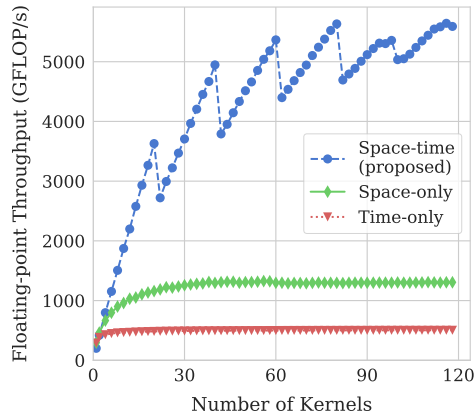 Floating-point Throughput (GFLOP/s)
5000
4000
3000
2000
1000
0
Space-time
(proposed)
Space-only
Time-only
0 30 60 90 120
Number of Kernels